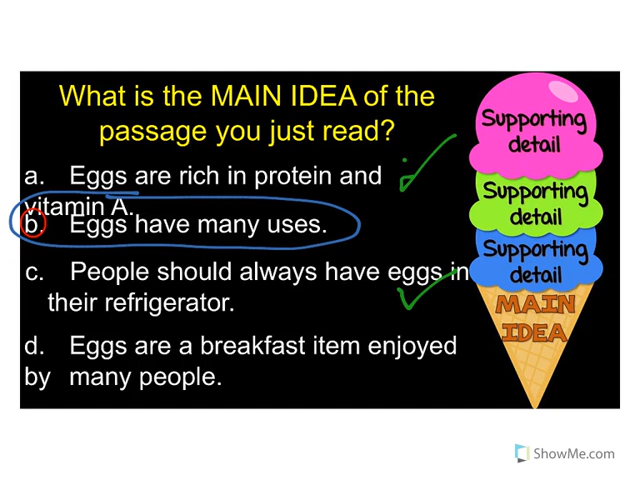 What is the MAIN IDEA of the
passage you just read?
a. Eggs are rich in protein and
vitamin A.
b. Eggs have many uses.
c. People should always have eggs in
their refrigerator.
d. Eggs are a breakfast item enjoyed
by many people.
Supporting
detail
Supporting
detail
Supporting
detail
MAIN
IDEA
ShowMe.com